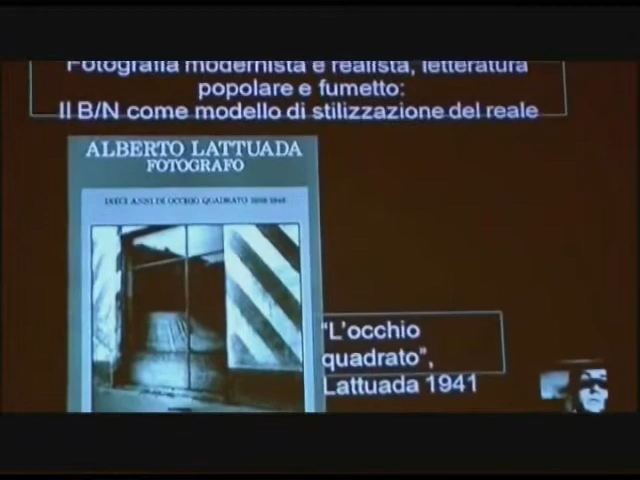 Fotografia modernista e realista, letteratura
popolare e fumetto:
Il B/N come modello di stilizzazione del reale
ALBERTO LATTUADA
FOTOGRAFO
DIECI ANNI DI OCCHIO QUADRATO 1938-1948
"L'occhio
quadrato",
Lattuada 1941